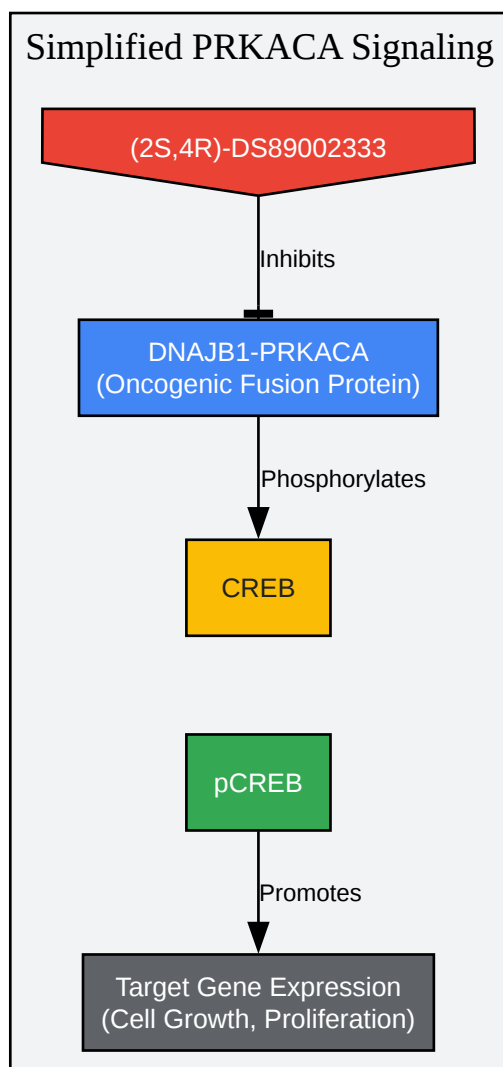 Simplified PRKACA Signaling
(2S,4R)-DS89002333
Inhibits
DNAJB1-PRKACA
(Oncogenic Fusion Protein)
Phosphorylates
CREB
pCREB
Promotes
Target Gene Expression
(Cell Growth, Proliferation)